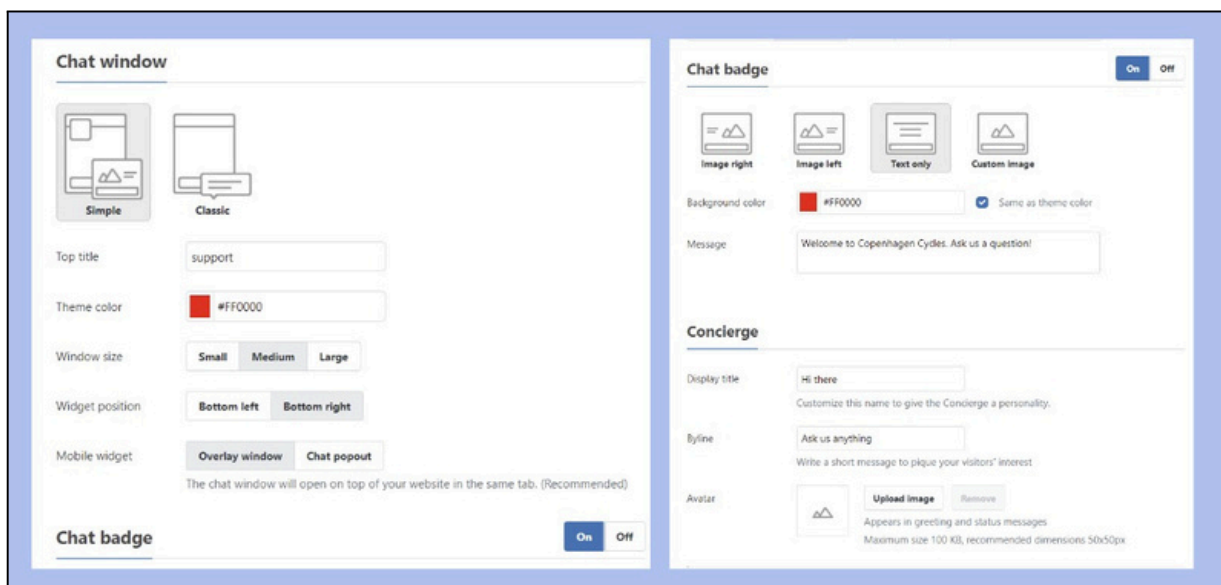 Chat window
Simple
Classic
Top title
support
Theme color
#FF0000
Window size
Small Medium Large
Widget position
Bottom left Bottom right
Mobile widget
Overlay window Chat popout
The chat window will open on top of your website in the same tab. (Recommended)
Chat badge
On Off
Chat badge
On Off
Image right
Image left
Text only
Custom image
Background color
#FF0000
Same as theme color
Message
Welcome to Copenhagen Cycles. Ask us a question!
Concierge
Display title
Hi there
Customize this name to give the Concierge a personality.
Byline
Ask us anything
Write a short message to pique your visitors' interest
Avatar
Upload image Remove
Appears in greeting and status messages
Maximum size 100 KB, recommended dimensions 50x50px